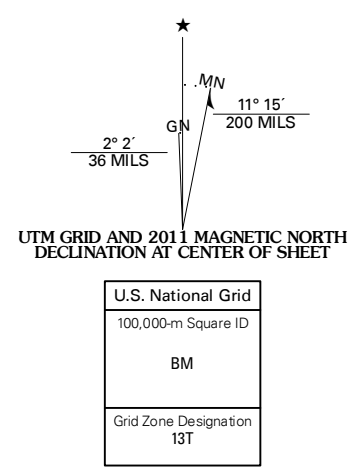 ★
MN
GN
11° 15´
200 MILS
2° 2´
36 MILS
UTM GRID AND 2011 MAGNETIC NORTH
DECLINATION AT CENTER OF SHEET
U.S. National Grid
100,000-m Square ID
BM
Grid Zone Designation
13T